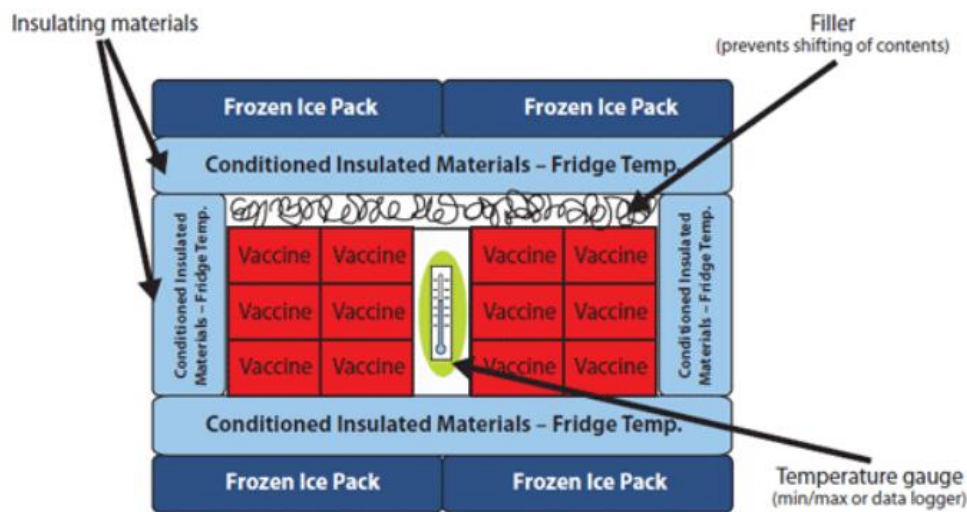 Insulating materials
Filler
(prevents shifting of contents)
Frozen Ice Pack Frozen Ice Pack
Conditioned Insulated Materials – Fridge Temp.
Conditioned Insulated
Materials – Fridge Temp.
Vaccine Vaccine Vaccine Vaccine
Vaccine Vaccine Vaccine Vaccine
Vaccine Vaccine Vaccine Vaccine
Conditioned Insulated
Materials – Fridge Temp.
Conditioned Insulated Materials – Fridge Temp.
Frozen Ice Pack Frozen Ice Pack
Temperature gauge
(min/max or data logger)